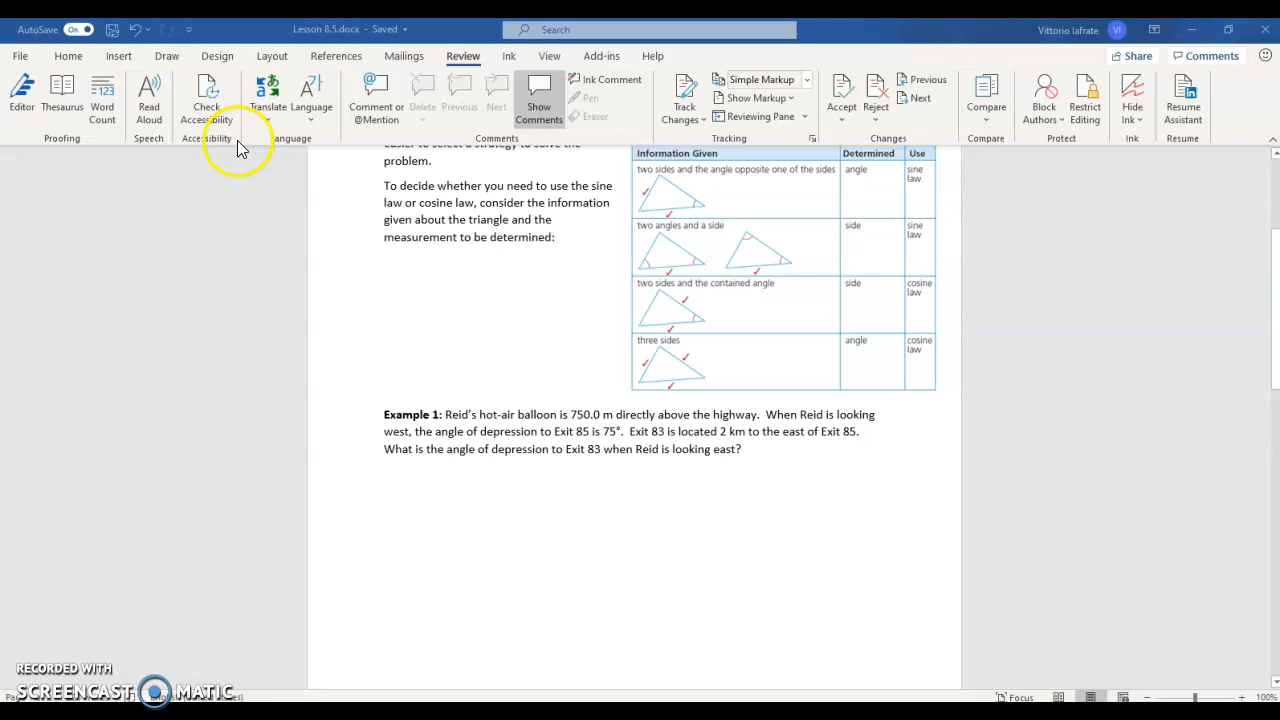 AutoSave On Lesson 8.5.docx - Saved Search Vittorio Iafrate VI
File Home Insert Draw Design Layout References Mailings Review Ink View Add-ins Help Share Comments
Editor Thesaurus Word Count Read Aloud Check Accessibility Translate Language Comment or @Mention Delete Previous Next Show Comments Ink Comment Pen Eraser Track Changes Simple Markup Show Markup Reviewing Pane Accept Reject Previous Next Compare Block Authors Restrict Editing Hide Ink Resume Assistant
Proofing Speech Accessibility Language Comments Tracking Changes Compare Protect Ink Resume
easier to select a strategy to solve the
problem.
To decide whether you need to use the sine
law or cosine law, consider the information
given about the triangle and the
measurement to be determined:
Information Given Determined Use
two sides and the angle opposite one of the sides angle sine law
two angles and a side side sine law
two sides and the contained angle side cosine law
three sides angle cosine law
Example 1: Reid's hot-air balloon is 750.0 m directly above the highway. When Reid is looking
west, the angle of depression to Exit 85 is 75°. Exit 83 is located 2 km to the east of Exit 85.
What is the angle of depression to Exit 83 when Reid is looking east?
RECORDED WITH
SCREENCAST MATIC
Focus 100%